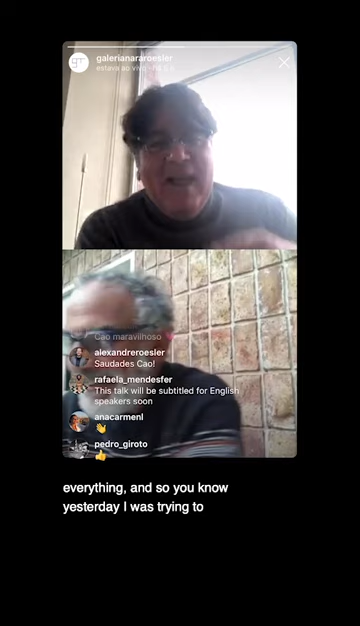 galerianararoesler
estava ao vivo
Cao maravilhoso
alexandreroesler
Saudades Cao!
rafaela_mendesfer
This talk will be subtitled for English
speakers soon
anacarmenl
pedro_giroto
everything, and so you know
yesterday I was trying to